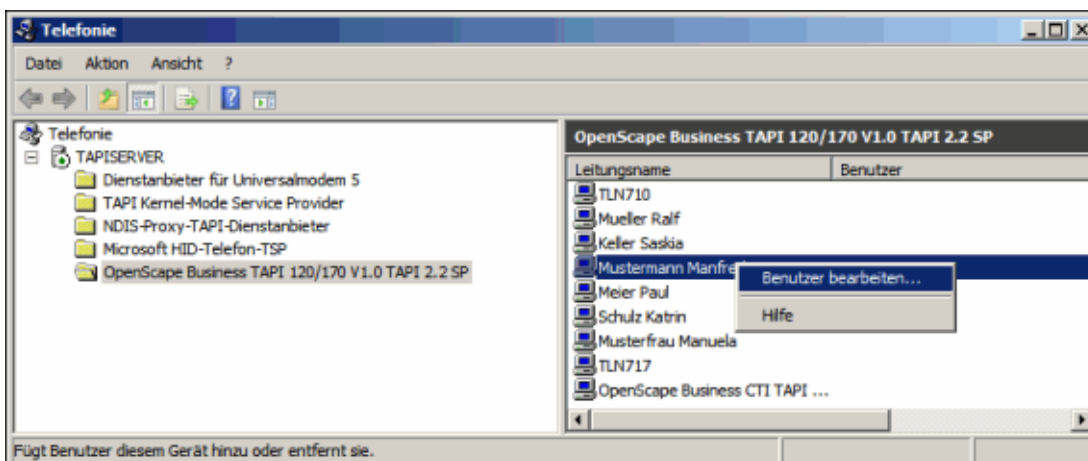 Telefonie
Datei Aktion Ansicht ?
Telefonie
TAPISERVER
Dienstanbieter für Universalmodem 5
TAPI Kernel-Mode Service Provider
NDIS-Proxy-TAPI-Dienstanbieter
Microsoft HID-Telefon-TSP
OpenScape Business TAPI 120/170 V1.0 TAPI 2.2 SP
OpenScape Business TAPI 120/170 V1.0 TAPI 2.2 SP
Leitungsname Benutzer
TLN710
Mueller Ralf
Keller Saskia
Mustermann
Meier Paul
Schulz Katrin
Musterfrau Manuela
TLN717
OpenScape Business CTI TAPI ...
Benutzer bearbeiten...
Hilfe
Fügt Benutzer diesem Gerät hinzu oder entfernt sie.